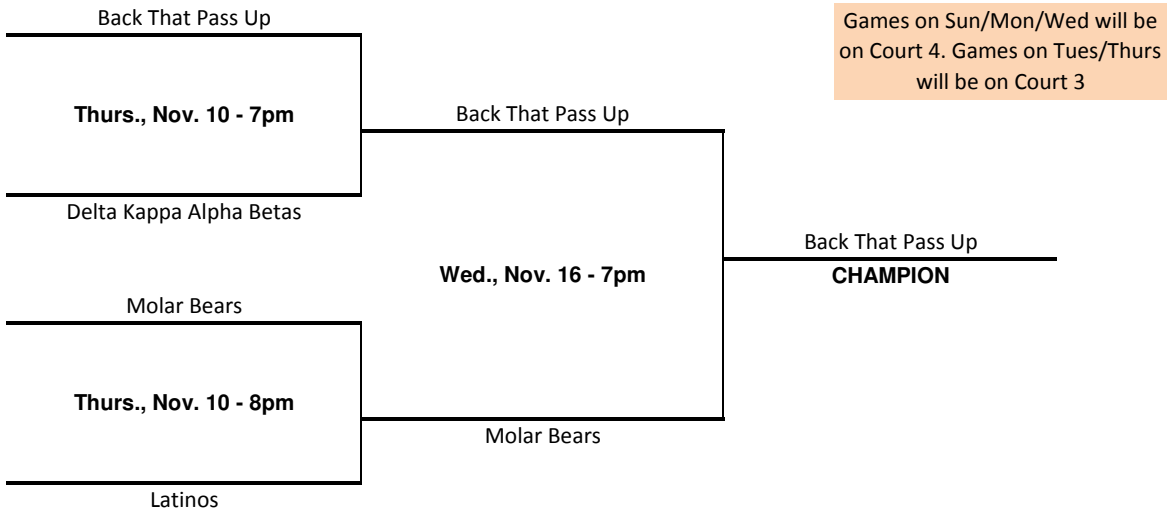 Back That Pass Up
Games on Sun/Mon/Wed will be
on Court 4. Games on Tues/Thurs
will be on Court 3
Thurs., Nov. 10 - 7pm
Back That Pass Up
Delta Kappa Alpha Betas
Back That Pass Up
Wed., Nov. 16 - 7pm
CHAMPION
Molar Bears
Thurs., Nov. 10 - 8pm
Molar Bears
Latinos